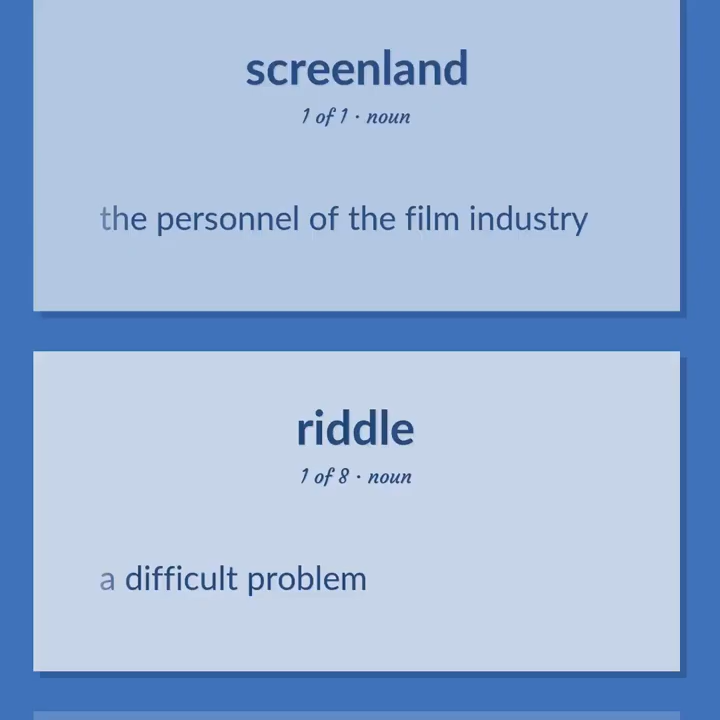 screenland
1 of 1 · noun
the personnel of the film industry
riddle
1 of 8 · noun
a difficult problem